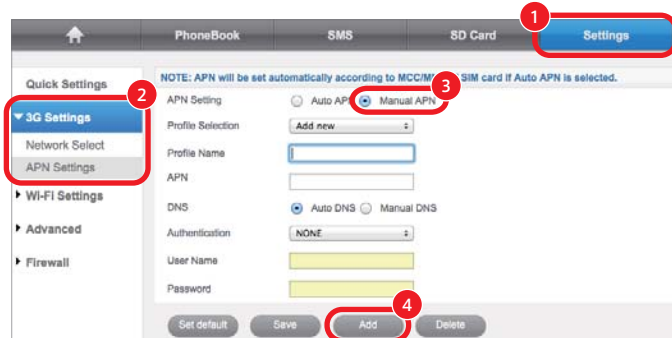 1
PhoneBook SMS SD Card Settings
Quick Settings
2
3G Settings
Network Select
APN Settings
Wi-Fi Settings
Advanced
Firewall
NOTE: APN will be set automatically according to SIM card if Auto APN is selected.
3
APN Setting Auto Manual APN
Profile Selection Add new
Profile Name
APN
DNS Auto DNS Manual DNS
Authentication NONE
User Name
Password
4
Set default Save Add Delete